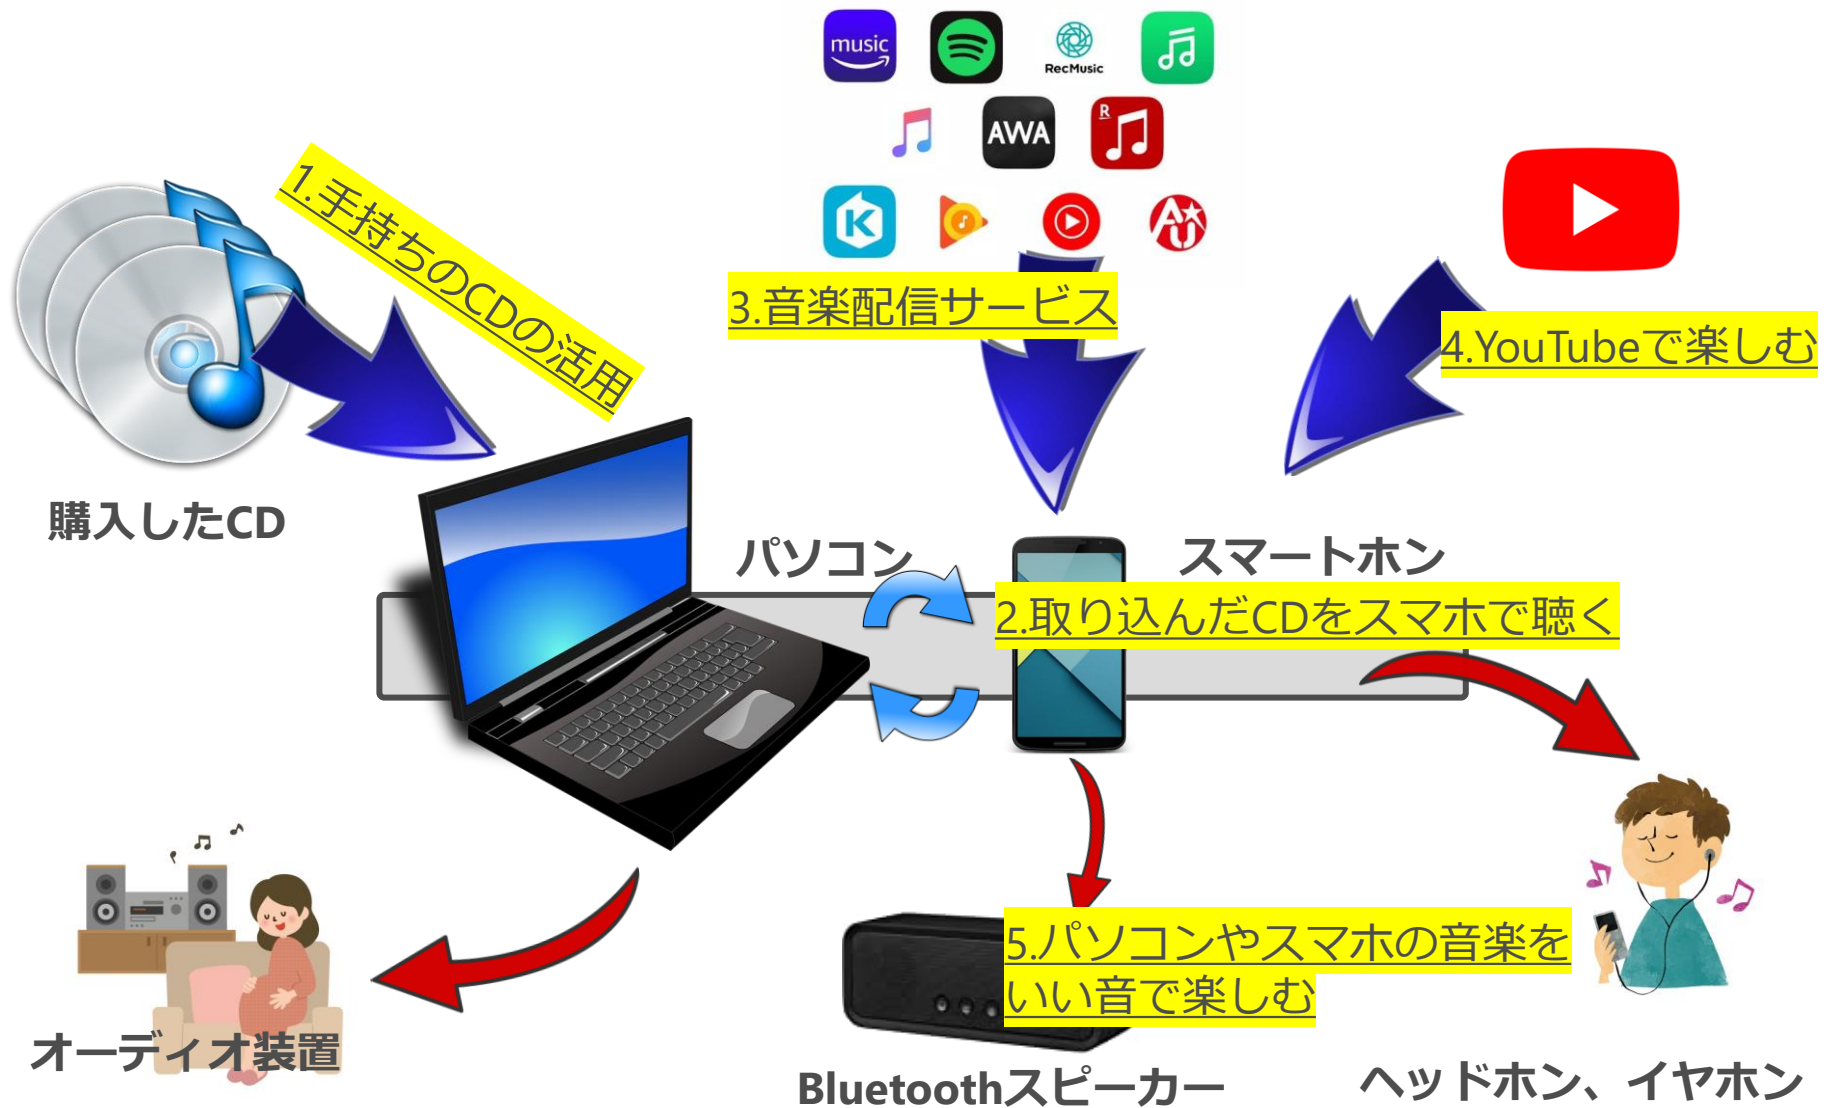 music
RecMusic
AWA
R
K
A★U
1.手持ちのCDの活用
3.音楽配信サービス
4.YouTubeで楽しむ
購入したCD
パソコン
スマートホン
2.取り込んだCDをスマホで聴く
5.パソコンやスマホの音楽を
いい音で楽しむ
オーディオ装置
Bluetoothスピーカー
ヘッドホン、イヤホン